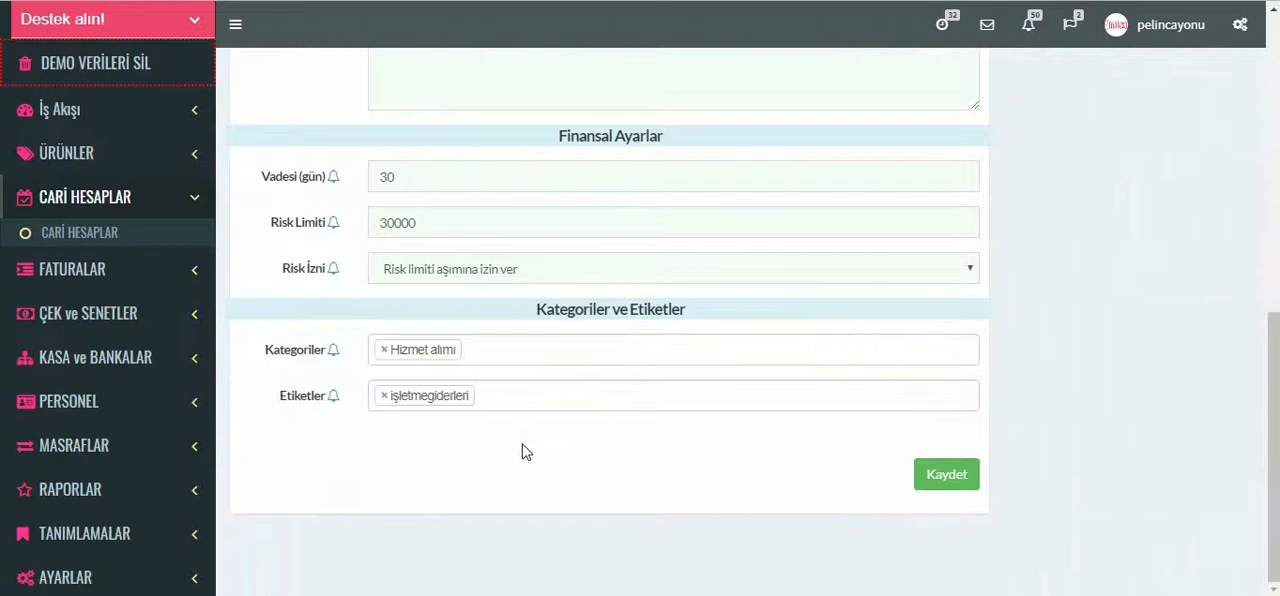 Destek alın!
32
50
2
pelincayonu
DEMO VERİLERİ SİL
İş Akışı
ÜRÜNLER
CARİ HESAPLAR
CARİ HESAPLAR
FATURALAR
ÇEK ve SENETLER
KASA ve BANKALAR
PERSONEL
MASRAFLAR
RAPORLAR
TANIMLAMALAR
AYARLAR
Finansal Ayarlar
Vadesi (gün)
30
Risk Limiti
30000
Risk İzni
Risk limiti aşımına izin ver
Kategoriler ve Etiketler
Kategoriler
× Hizmet alımı
Etiketler
× işletmegiderleri
Kaydet